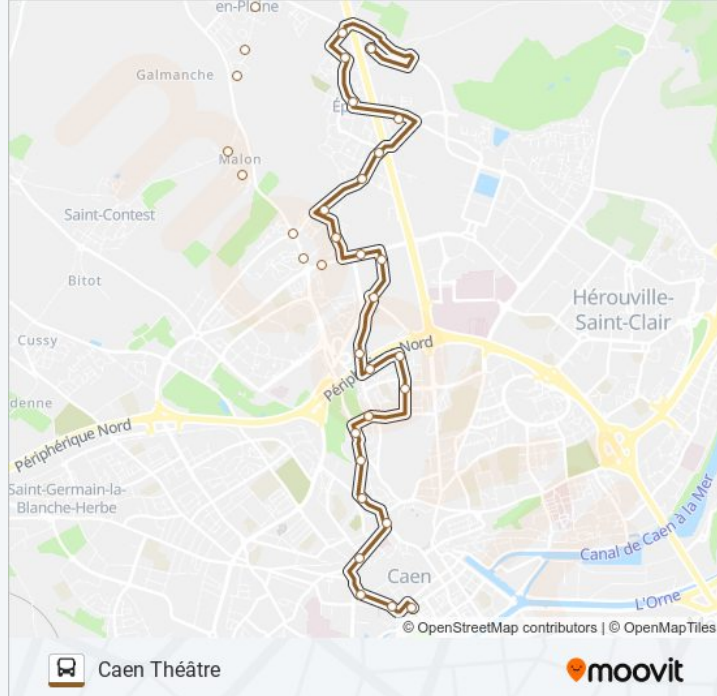 en-Plaine
Galmanche
Ép
Malon
Saint-Contest
Bitot
Hérouville-
Saint-Clair
Cussy
Périphérique Nord
denne
Périphérique Nord
Saint-Germain-la-
Blanche-Herbe
Canal de Caen à la Mer
Caen
L'Orne
© OpenStreetMap contributors | © OpenMapTiles
Caen Théâtre
moovit